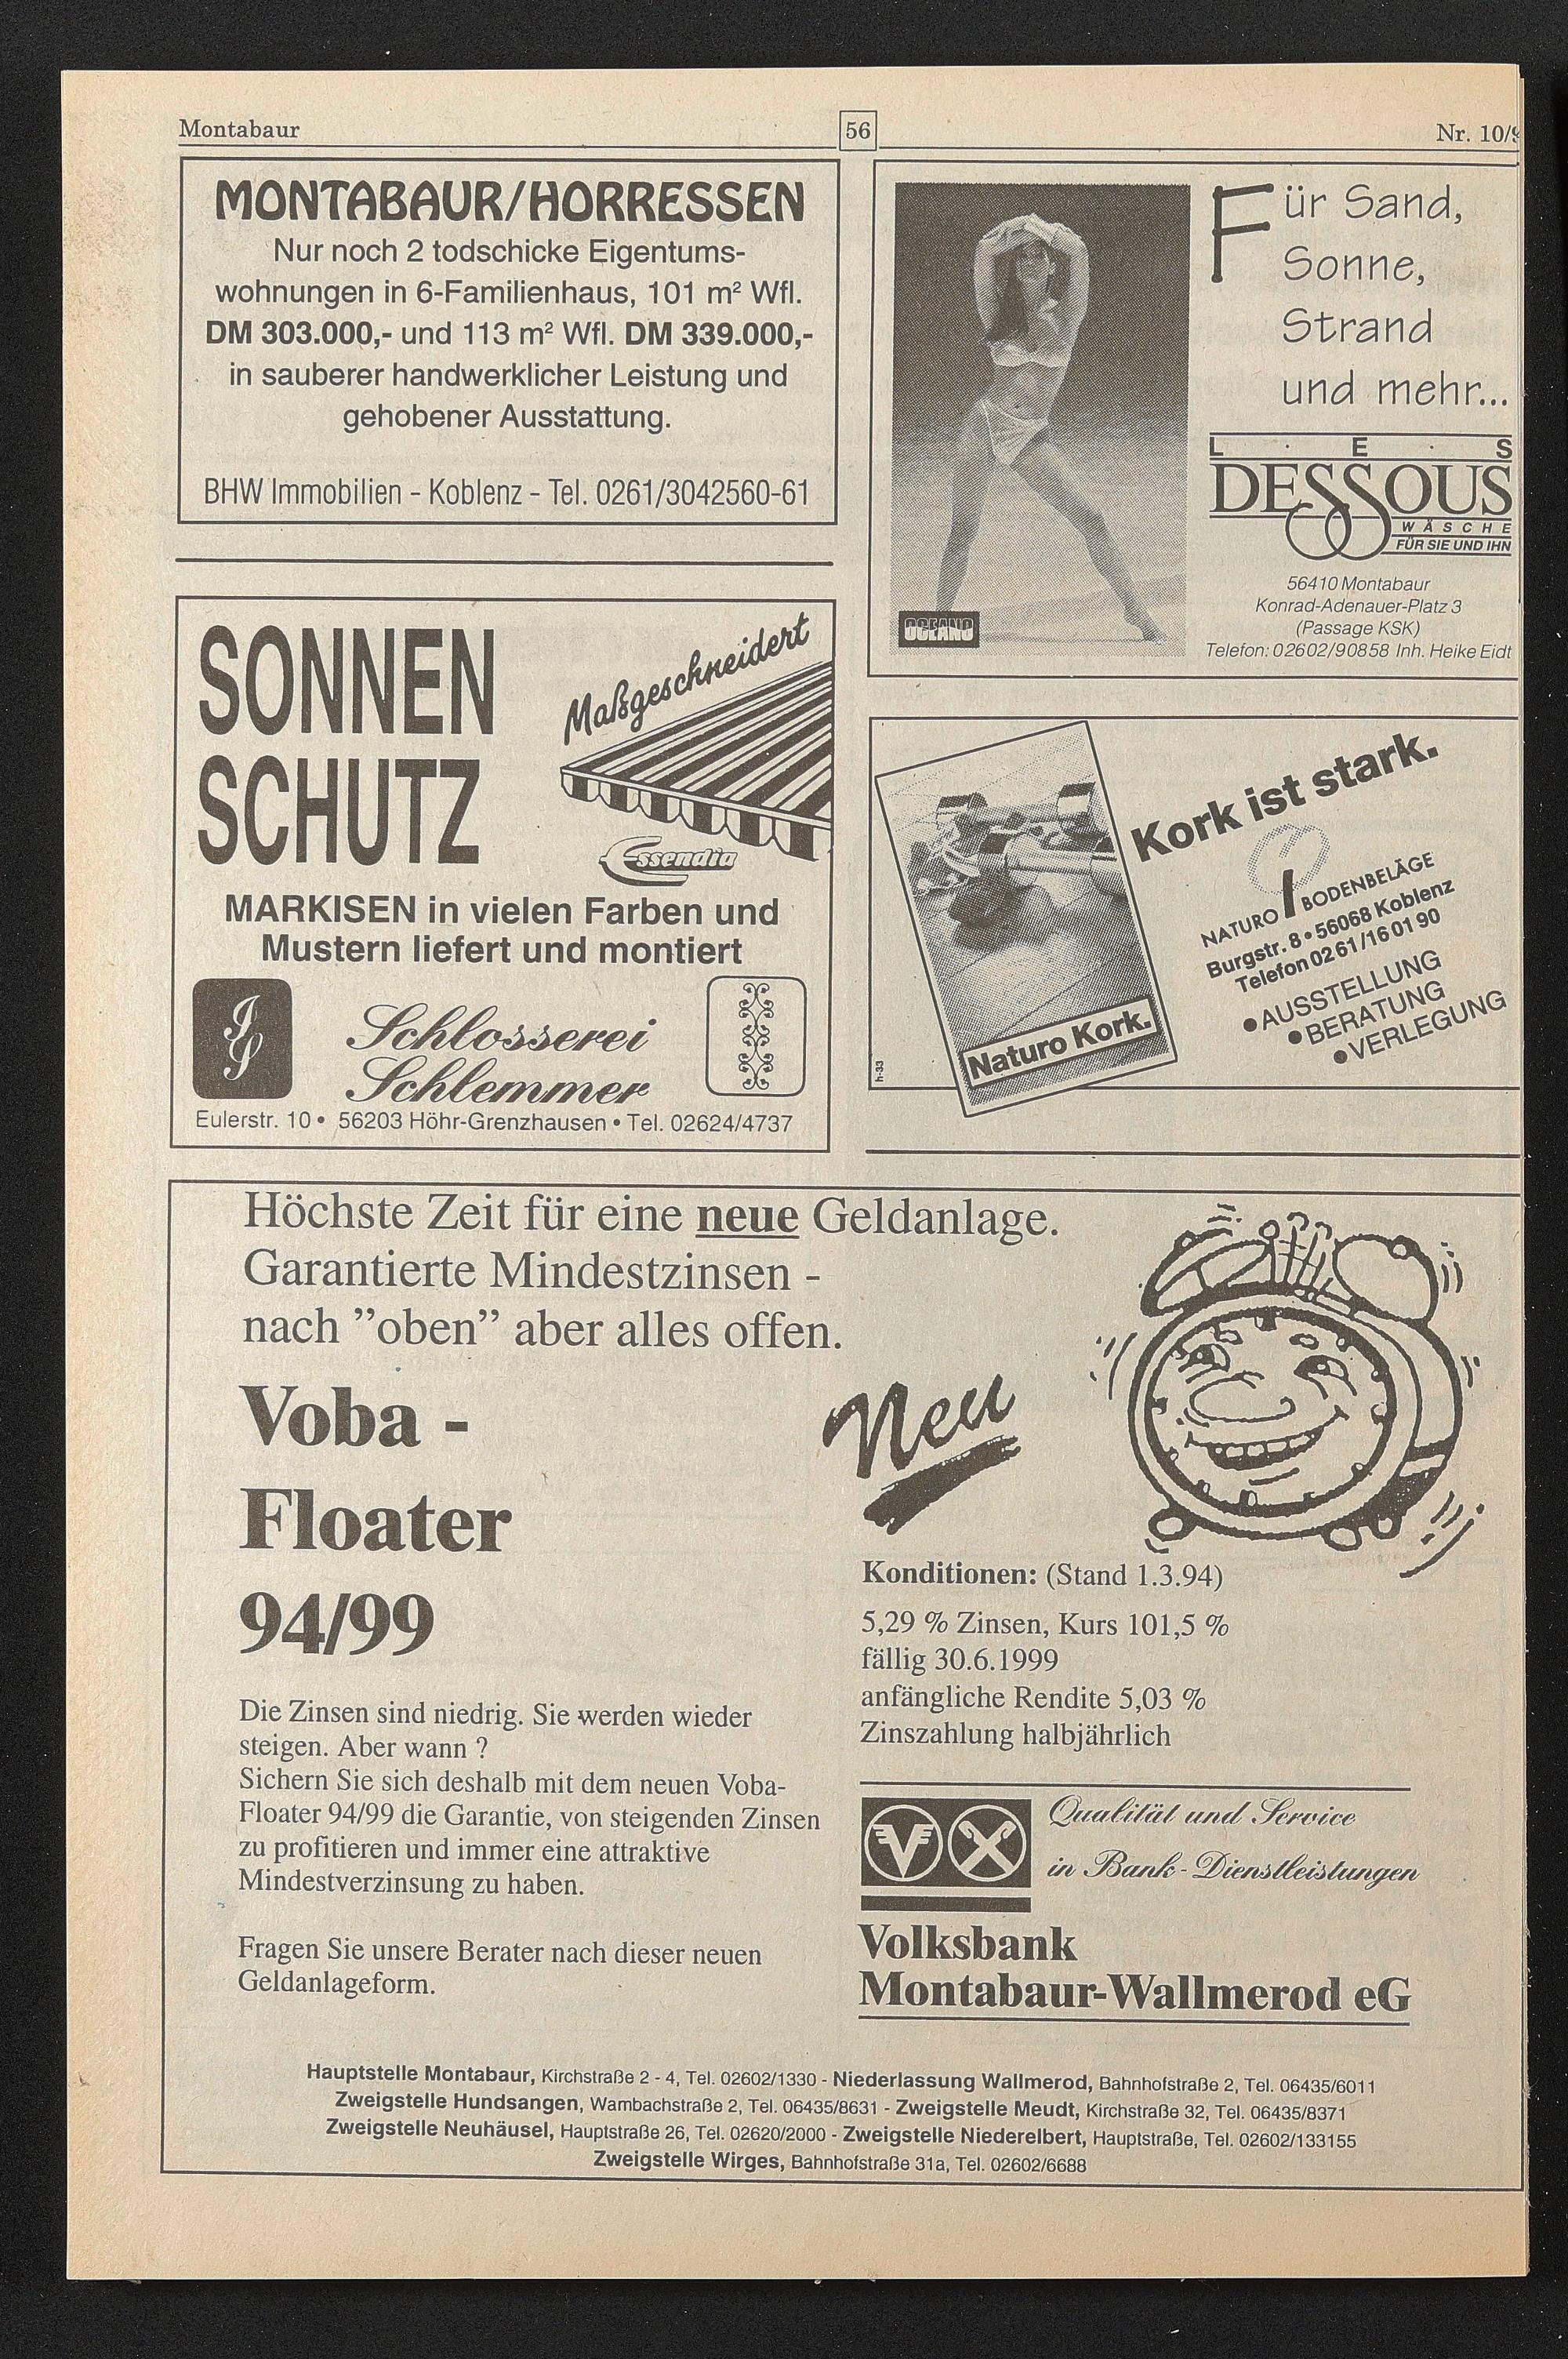 Montabaur
56
Nr. 10/9
MONTABAUR/HORRESSEN
Nur noch 2 todschicke Eigentums-
wohnungen in 6-Familienhaus, 101 m² Wfl.
DM 303.000,- und 113 m² Wfl. DM 339.000,-
in sauberer handwerklicher Leistung und
gehobener Ausstattung.
BHW Immobilien - Koblenz - Tel. 0261/3042560-61
Für Sand,
Sonne,
Strand
und mehr...
OCEANO
L · E · S
DESSOUS
WÄSCHE
FÜR SIE UND IHN
56410 Montabaur
Konrad-Adenauer-Platz 3
(Passage KSK)
Telefon: 02602/90858 Inh. Heike Eidt
SONNEN
SCHUTZ
Maßgeschneidert
Essendia
MARKISEN in vielen Farben und
Mustern liefert und montiert
Schlosserei
Schlemmer
Eulerstr. 10 • 56203 Höhr-Grenzhausen • Tel. 02624/4737
Kork ist stark.
NATURO BODENBELÄGE
Burgstr. 8 • 56068 Koblenz
Telefon 02 61/16 01 90
• AUSSTELLUNG
• BERATUNG
• VERLEGUNG
Naturo Kork.
h-33
Höchste Zeit für eine neue Geldanlage.
Garantierte Mindestzinsen -
nach ”oben” aber alles offen.
Voba -
Floater
94/99
Neu
Die Zinsen sind niedrig. Sie werden wieder
steigen. Aber wann ?
Sichern Sie sich deshalb mit dem neuen Voba-
Floater 94/99 die Garantie, von steigenden Zinsen
zu profitieren und immer eine attraktive
Mindestverzinsung zu haben.
Fragen Sie unsere Berater nach dieser neuen
Geldanlageform.
Konditionen: (Stand 1.3.94)
5,29 % Zinsen, Kurs 101,5 %
fällig 30.6.1999
anfängliche Rendite 5,03 %
Zinszahlung halbjährlich
Qualität und Service
in Bank-Dienstleistungen
Volksbank
Montabaur-Wallmerod eG
Hauptstelle Montabaur, Kirchstraße 2 - 4, Tel. 02602/1330 - Niederlassung Wallmerod, Bahnhofstraße 2, Tel. 06435/6011
Zweigstelle Hundsangen, Wambachstraße 2, Tel. 06435/8631 - Zweigstelle Meudt, Kirchstraße 32, Tel. 06435/8371
Zweigstelle Neuhäusel, Hauptstraße 26, Tel. 02620/2000 - Zweigstelle Niederelbert, Hauptstraße, Tel. 02602/133155
Zweigstelle Wirges, Bahnhofstraße 31a, Tel. 02602/6688